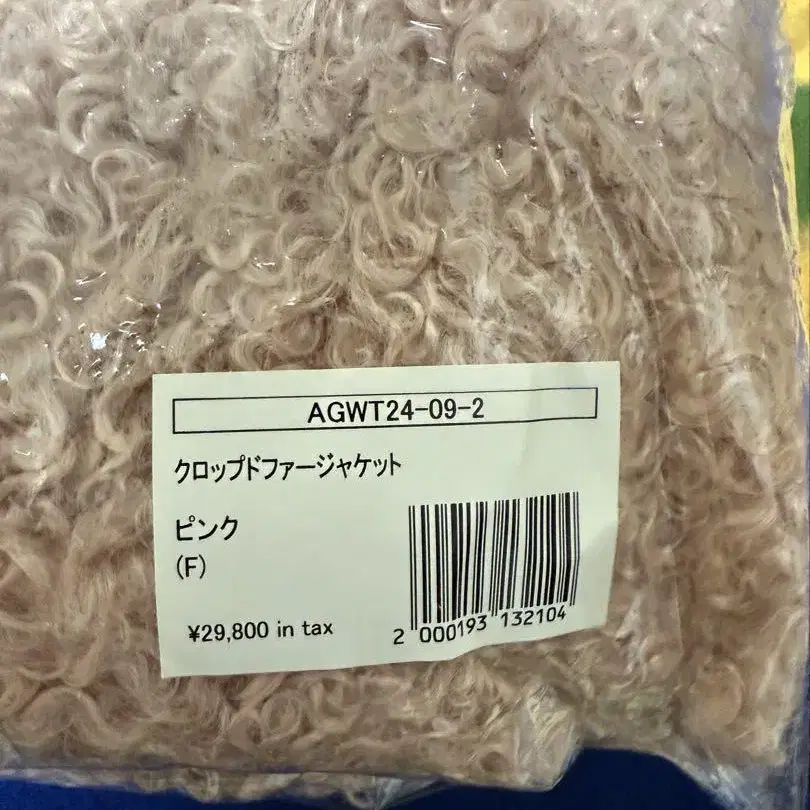 AGWT24-09-2
クロップドファージャケット
ピンク
(F)
¥29,800 in tax
2 000193 132104